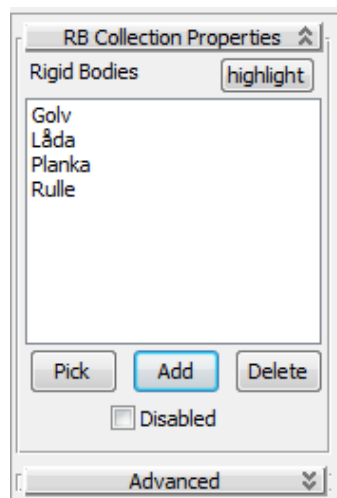 RB Collection Properties
Rigid Bodies highlight
Golv
Låda
Planka
Rulle
Pick Add Delete
Disabled
Advanced